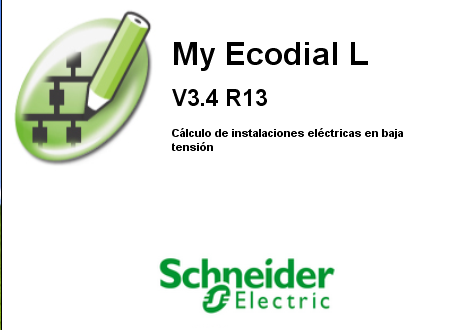 My Ecodial L
V3.4 R13
Cálculo de instalaciones eléctricas en baja
tensión
Schneider
Electric